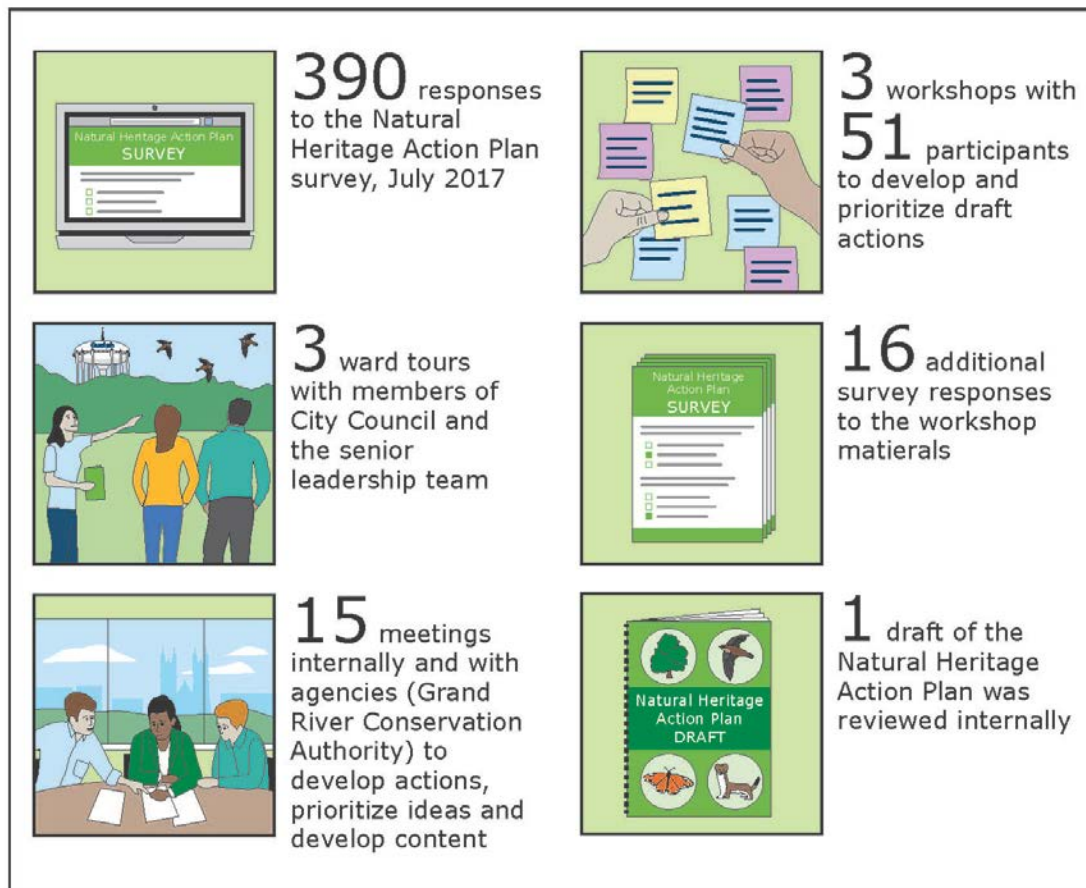 Natural Heritage Action Plan
SURVEY
390 responses
to the Natural
Heritage Action Plan
survey, July 2017
3 workshops with
51 participants
to develop and
prioritize draft
actions
3 ward tours
with members of
City Council and
the senior
leadership team
Natural Heritage
Action Plan
SURVEY
16 additional
survey responses
to the workshop
matierals
15 meetings
internally and with
agencies (Grand
River Conservation
Authority) to
develop actions,
prioritize ideas and
develop content
Natural Heritage
Action Plan
DRAFT
1 draft of the
Natural Heritage
Action Plan was
reviewed internally